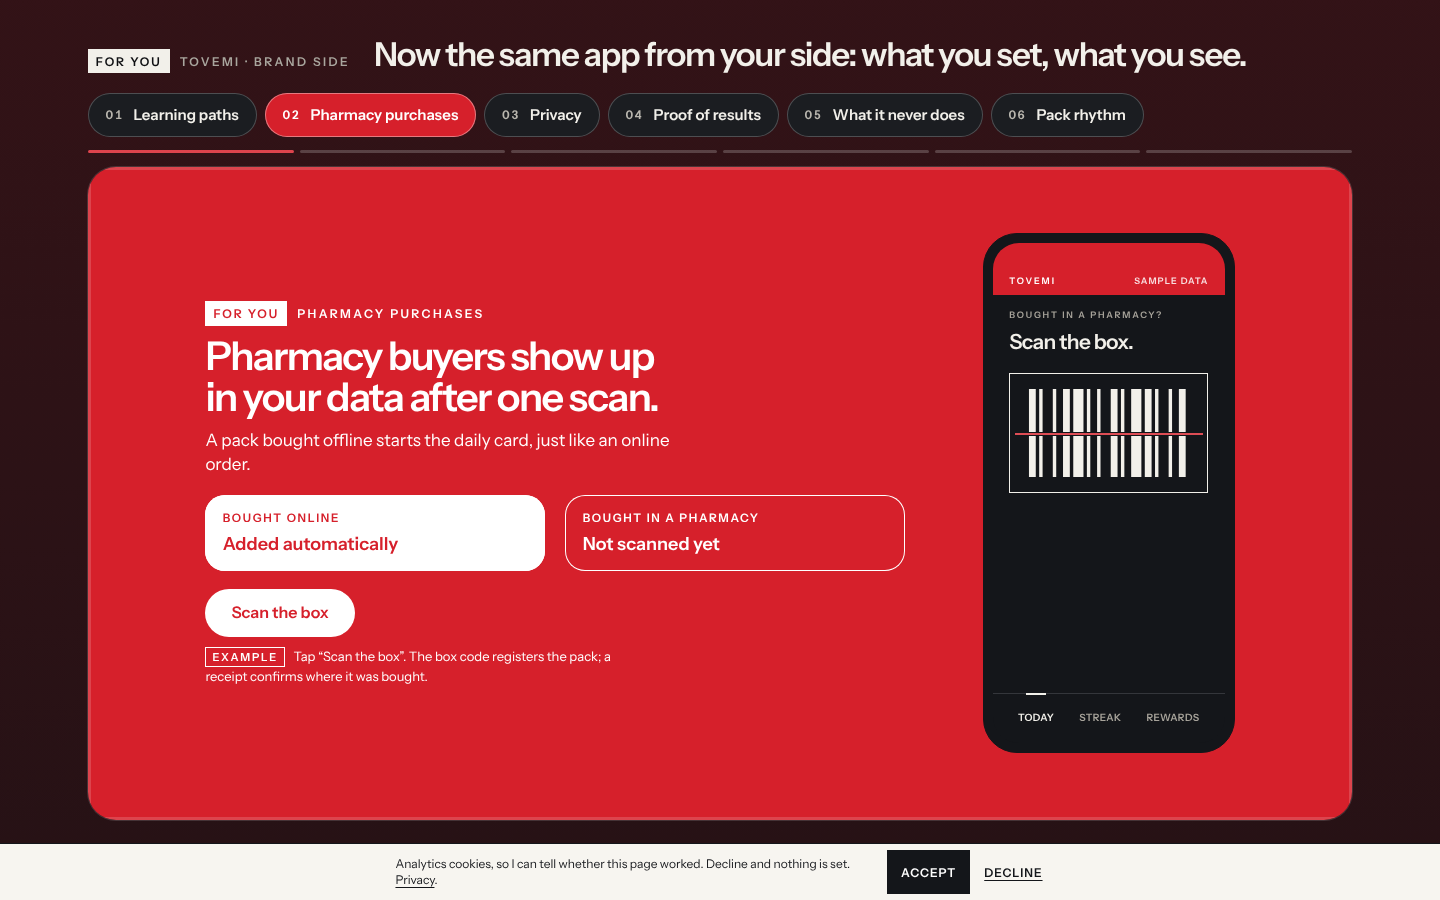 FOR YOU TOVEMI · BRAND SIDE Now the same app from your side: what you set, what you see.
01 Learning paths 02 Pharmacy purchases 03 Privacy 04 Proof of results 05 What it never does 06 Pack rhythm
FOR YOU PHARMACY PURCHASES
Pharmacy buyers show up
in your data after one scan.
A pack bought offline starts the daily card, just like an online
order.
BOUGHT ONLINE
Added automatically
BOUGHT IN A PHARMACY
Not scanned yet
Scan the box
EXAMPLE Tap “Scan the box”. The box code registers the pack; a
receipt confirms where it was bought.
TOVEMI SAMPLE DATA
BOUGHT IN A PHARMACY?
Scan the box.
TODAY STREAK REWARDS
Analytics cookies, so I can tell whether this page worked. Decline and nothing is set.
Privacy.
ACCEPT DECLINE